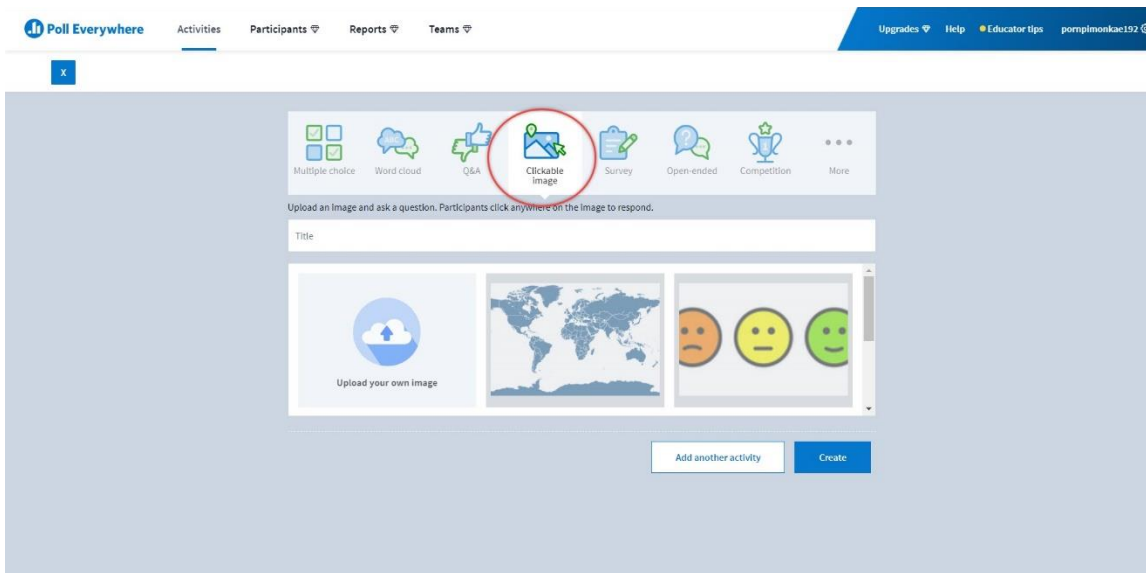 Poll Everywhere Activities Participants Reports Teams Upgrades Help Educator tips pornpimonkae192
X
Multiple choice Word cloud Q&A Clickable image Survey Open-ended Competition More
Upload an image and ask a question. Participants click anywhere on the image to respond.
Title
Upload your own image
Add another activity Create